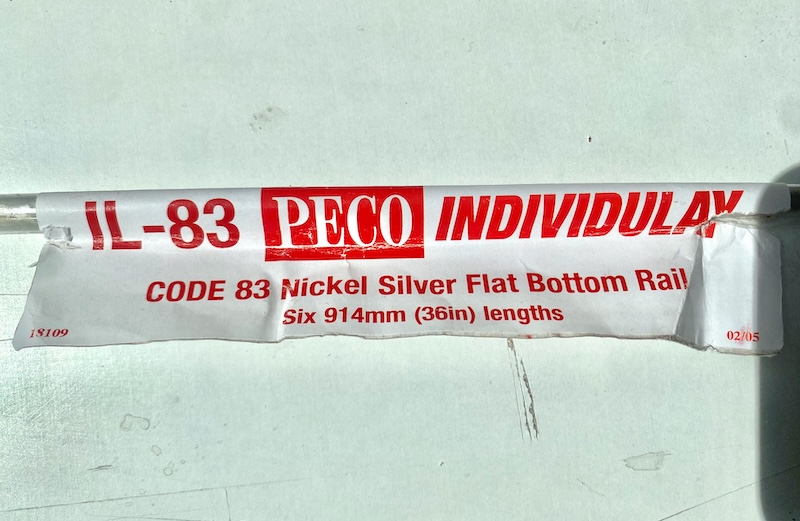 IL-83 PECO INDIVIDULAY
CODE 83 Nickel Silver Flat Bottom Rail
Six 914mm (36in) lengths
18109
02/05